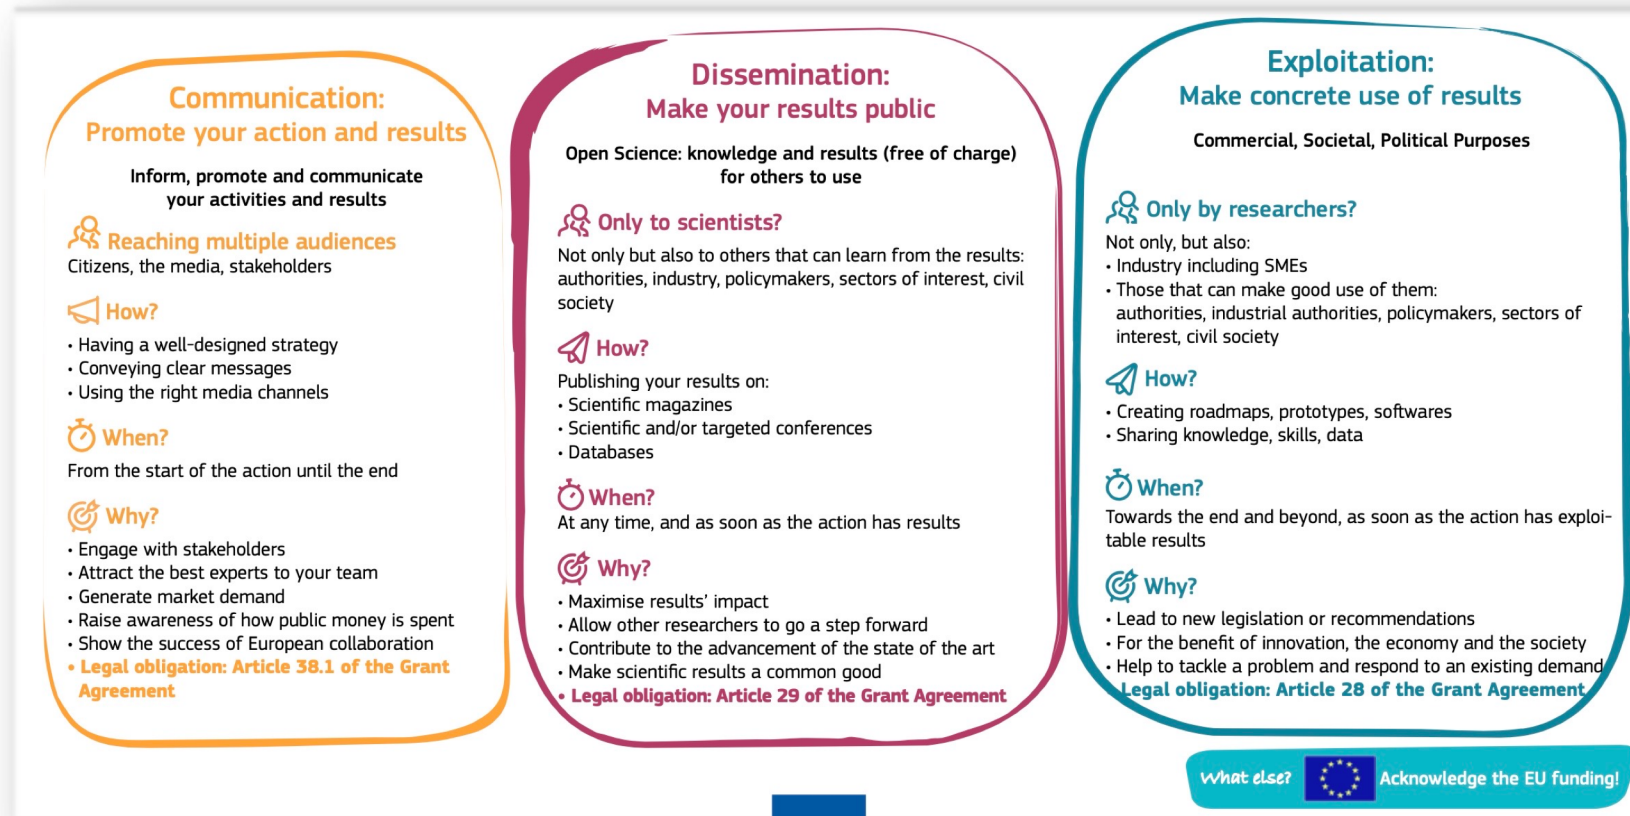 Communication:
Promote your action and results
Inform, promote and communicate
your activities and results
Reaching multiple audiences
Citizens, the media, stakeholders
How?
• Having a well-designed strategy
• Conveying clear messages
• Using the right media channels
When?
From the start of the action until the end
Why?
• Engage with stakeholders
• Attract the best experts to your team
• Generate market demand
• Raise awareness of how public money is spent
• Show the success of European collaboration
• Legal obligation: Article 38.1 of the Grant
Agreement
Dissemination:
Make your results public
Open Science: knowledge and results (free of charge)
for others to use
Only to scientists?
Not only but also to others that can learn from the results:
authorities, industry, policymakers, sectors of interest, civil
society
How?
Publishing your results on:
• Scientific magazines
• Scientific and/or targeted conferences
• Databases
When?
At any time, and as soon as the action has results
Why?
• Maximise results' impact
• Allow other researchers to go a step forward
• Contribute to the advancement of the state of the art
• Make scientific results a common good
• Legal obligation: Article 29 of the Grant Agreement
Exploitation:
Make concrete use of results
Commercial, Societal, Political Purposes
Only by researchers?
Not only, but also:
• Industry including SMEs
• Those that can make good use of them:
authorities, industrial authorities, policymakers, sectors of
interest, civil society
How?
• Creating roadmaps, prototypes, softwares
• Sharing knowledge, skills, data
When?
Towards the end and beyond, as soon as the action has exploi-
table results
Why?
• Lead to new legislation or recommendations
• For the benefit of innovation, the economy and the society
• Help to tackle a problem and respond to an existing demand
Legal obligation: Article 28 of the Grant Agreement
What else? Acknowledge the EU funding!